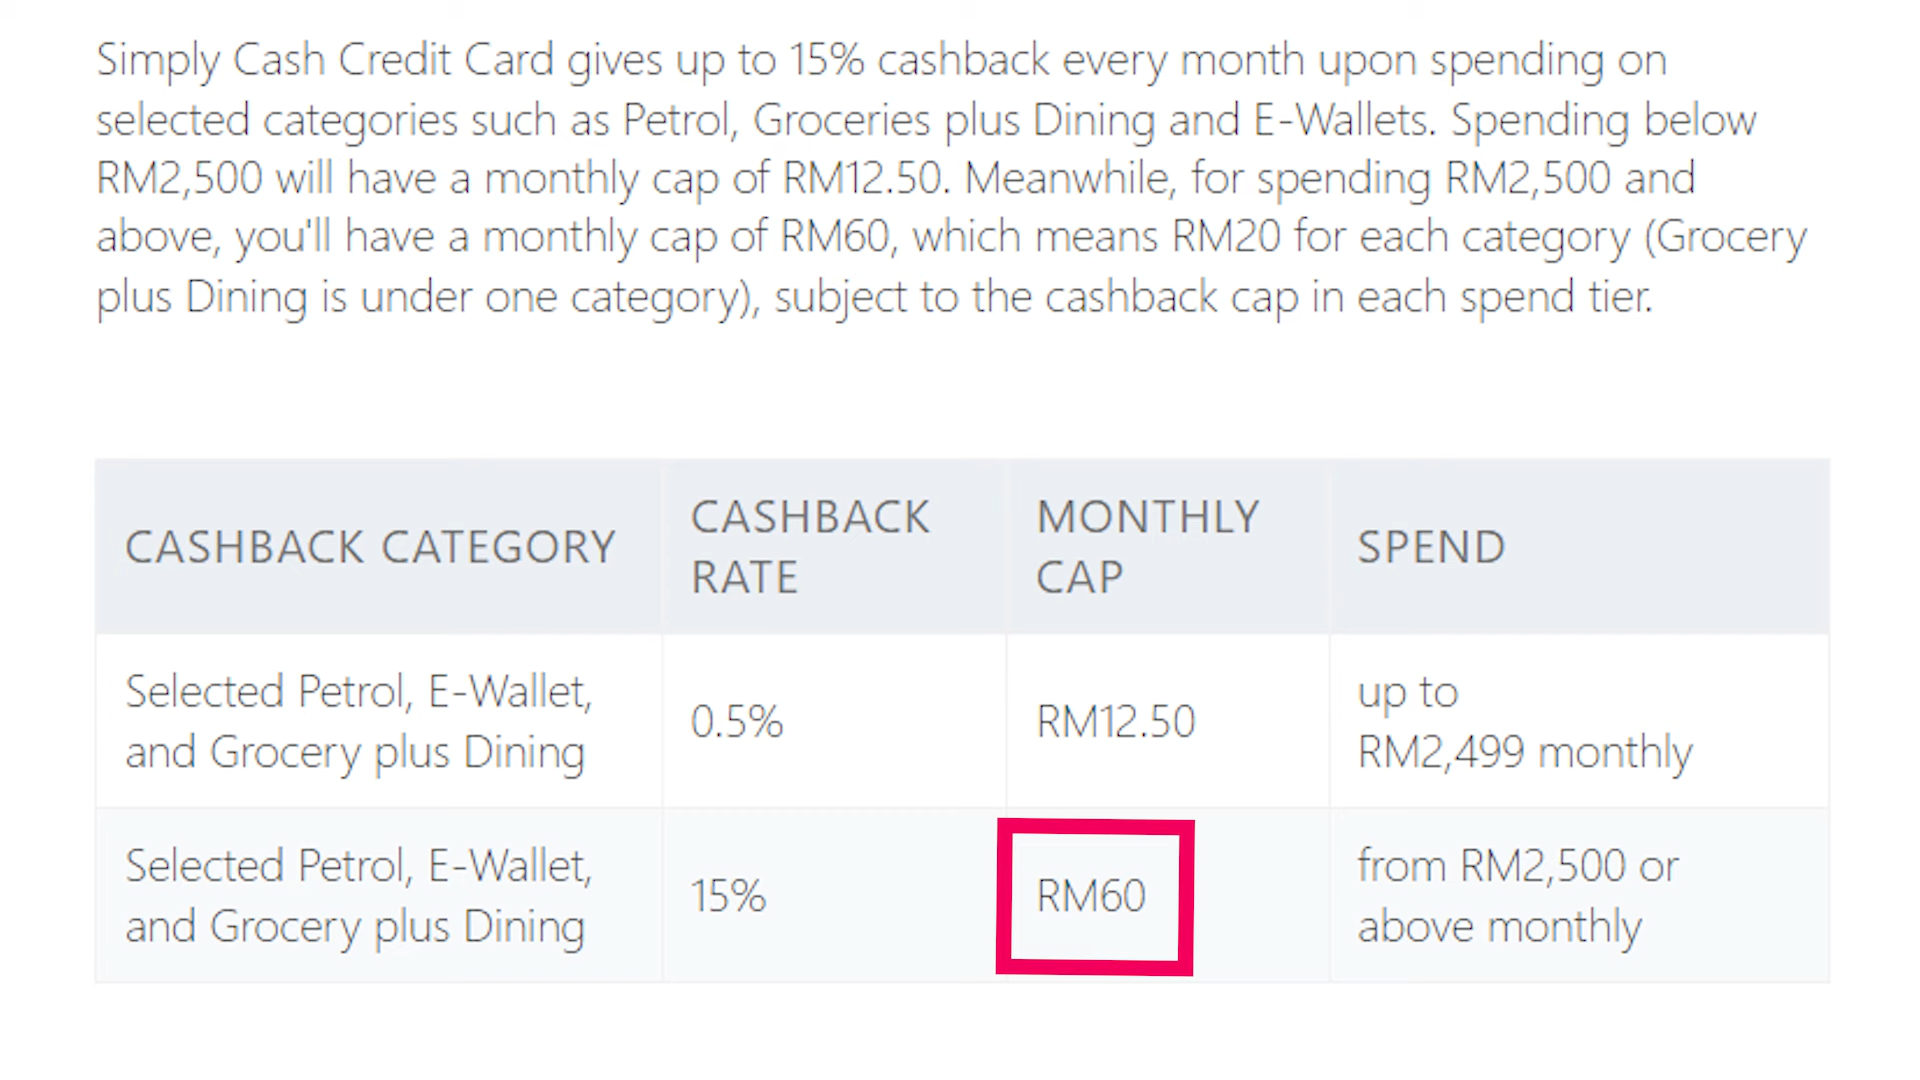 Simply Cash Credit Card gives up to 15% cashback every month upon spending on
selected categories such as Petrol, Groceries plus Dining and E-Wallets. Spending below
RM2,500 will have a monthly cap of RM12.50. Meanwhile, for spending RM2,500 and
above, you'll have a monthly cap of RM60, which means RM20 for each category (Grocery
plus Dining is under one category), subject to the cashback cap in each spend tier.
CASHBACK CATEGORY
CASHBACK
RATE
MONTHLY
CAP
SPEND
Selected Petrol, E-Wallet,
and Grocery plus Dining
0.5%
RM12.50
up to
RM2,499 monthly
Selected Petrol, E-Wallet,
and Grocery plus Dining
15%
RM60
from RM2,500 or
above monthly